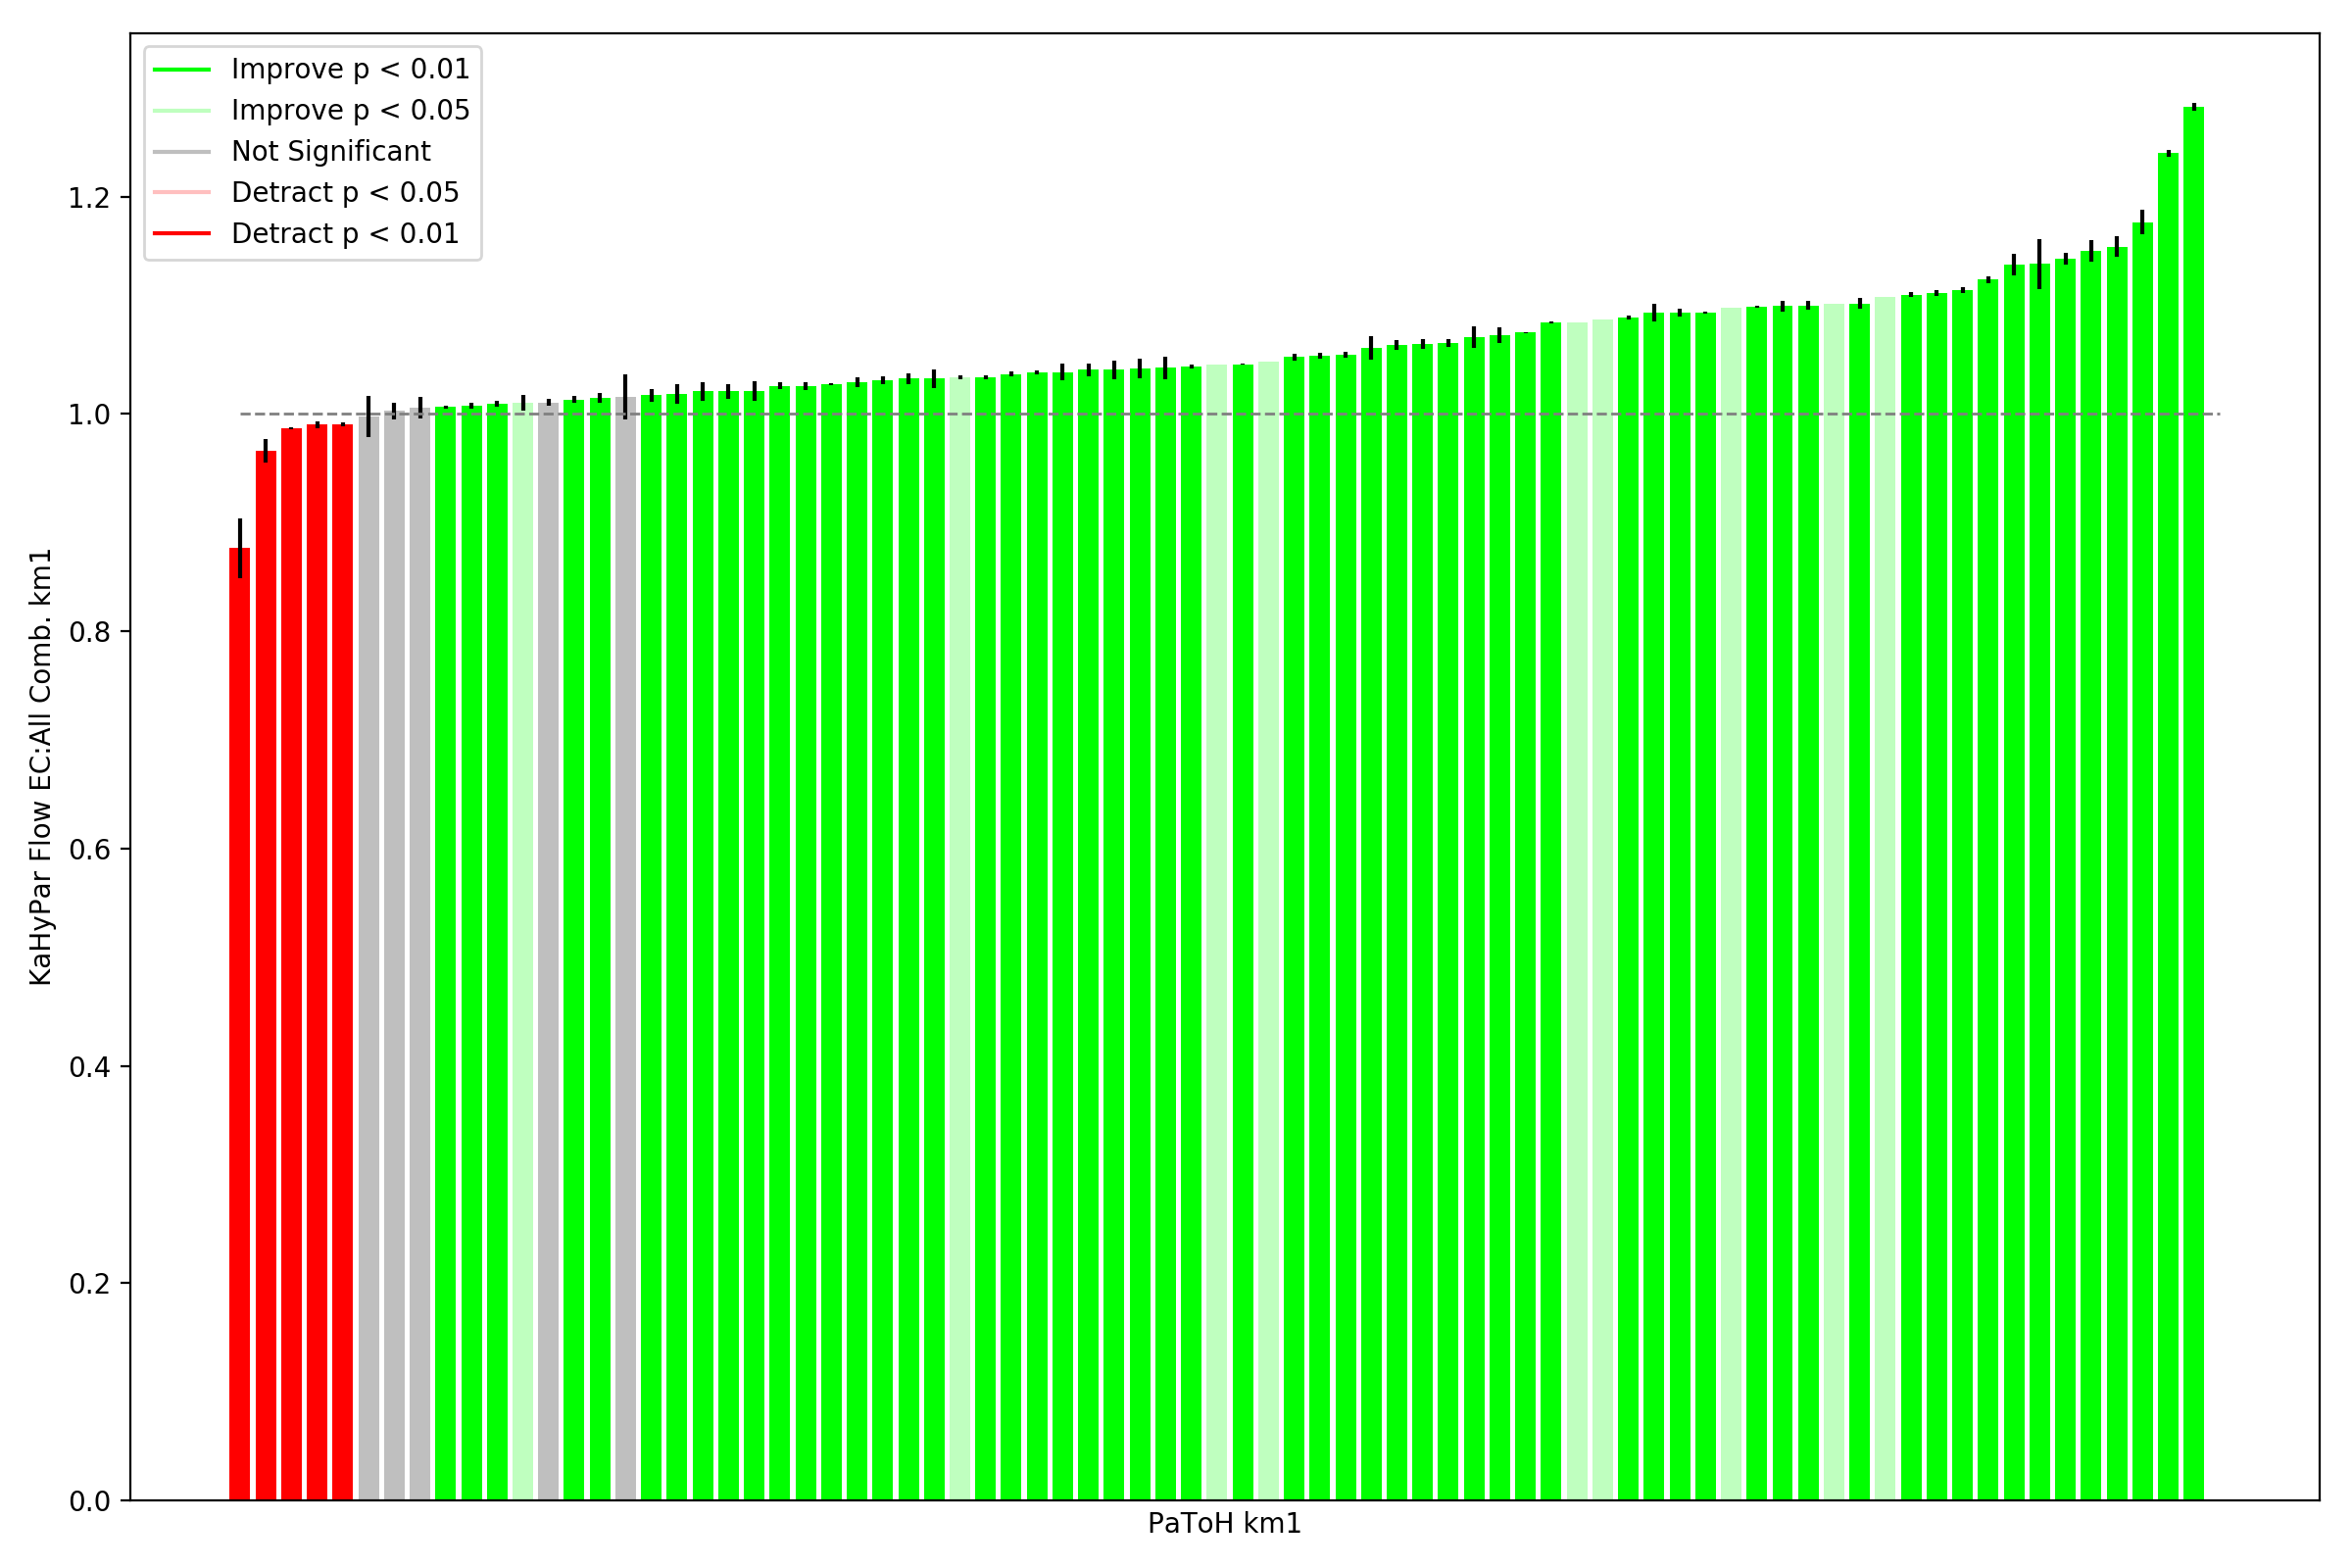 Improve p < 0.01
Improve p < 0.05
Not Significant
Detract p < 0.05
Detract p < 0.01
1.2
1.0
0.8
0.6
0.4
0.2
0.0
KaHyPar Flow EC:All Comb. km1
PaToH km1